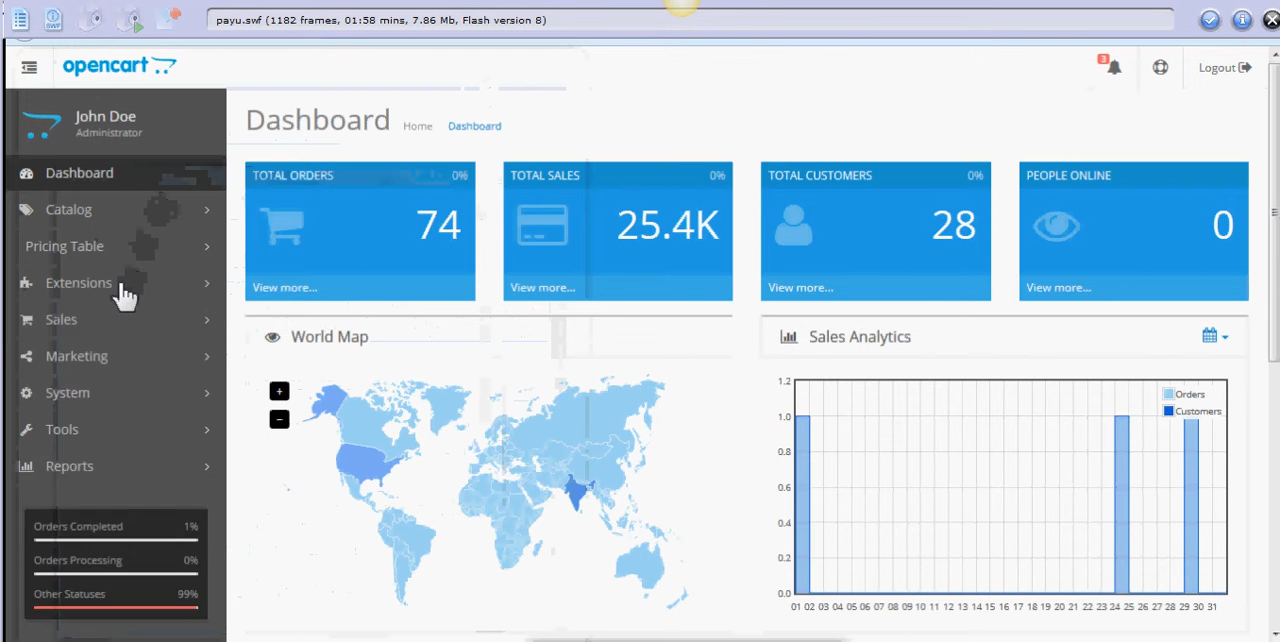 payu.swf (1182 frames, 01:58 mins, 7.86 Mb, Flash version 8)
opencart
3
Logout
John Doe
Administrator
Dashboard
Catalog
Pricing Table
Extensions
Sales
Marketing
System
Tools
Reports
Orders Completed 1%
Orders Processing 0%
Other Statuses 99%
Dashboard Home Dashboard
TOTAL ORDERS 0%
74
View more...
TOTAL SALES 0%
25.4K
View more...
TOTAL CUSTOMERS 0%
28
View more...
PEOPLE ONLINE
0
View more...
World Map
+
−
Sales Analytics
Orders
Customers
1.2
1.0
0.8
0.6
0.4
0.2
0.0
01 02 03 04 05 06 07 08 09 10 11 12 13 14 15 16 17 18 19 20 21 22 23 24 25 26 27 28 29 30 31